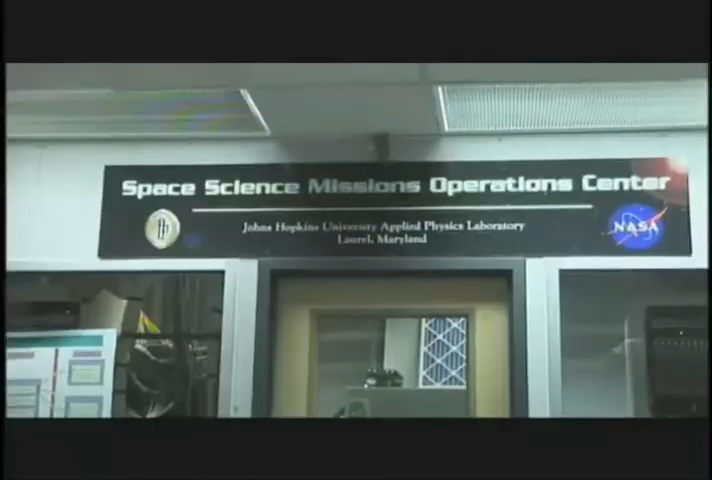 Space Science Missions Operations Center
Johns Hopkins University Applied Physics Laboratory
Laurel, Maryland
NASA